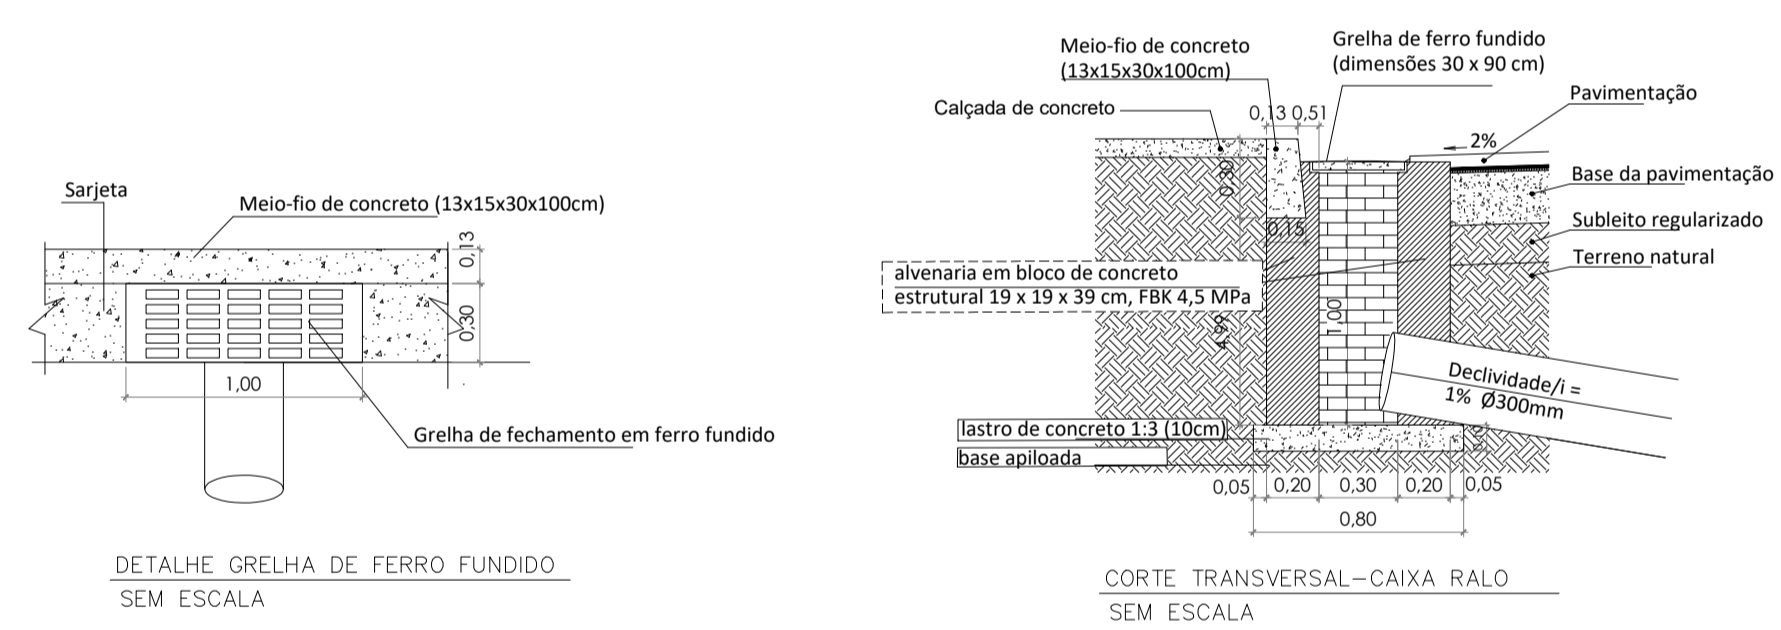 Sarjeta
Meio-fio de concreto (13x15x30x100cm)
0,13
0,30
1,00
Grelha de fechamento em ferro fundido
DETALHE GRELHA DE FERRO FUNDIDO
SEM ESCALA
Meio-fio de concreto
(13x15x30x100cm)
Grelha de ferro fundido
(dimensões 30 x 90 cm)
Calçada de concreto
Pavimentação
0,13 0,51
2%
0,30
Base da pavimentação
Subleito regularizado
0,15
Terreno natural
alvenaria em bloco de concreto
estrutural 19 x 19 x 39 cm, FBK 4,5 MPa
4,99
1,00
Declividade/i =
1% Ø300mm
lastro de concreto 1:3 (10cm)
0,10
base apiloada
0,05 0,20 0,30 0,20 0,05
0,80
CORTE TRANSVERSAL-CAIXA RALO
SEM ESCALA